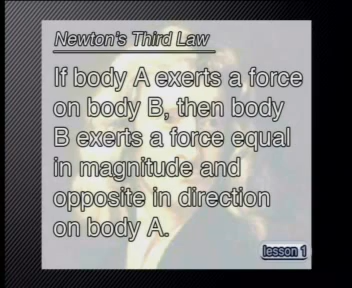 Newton's Third Law
If body A exerts a force
on body B, then body
B exerts a force equal
in magnitude and
opposite in direction
on body A.
lesson 1